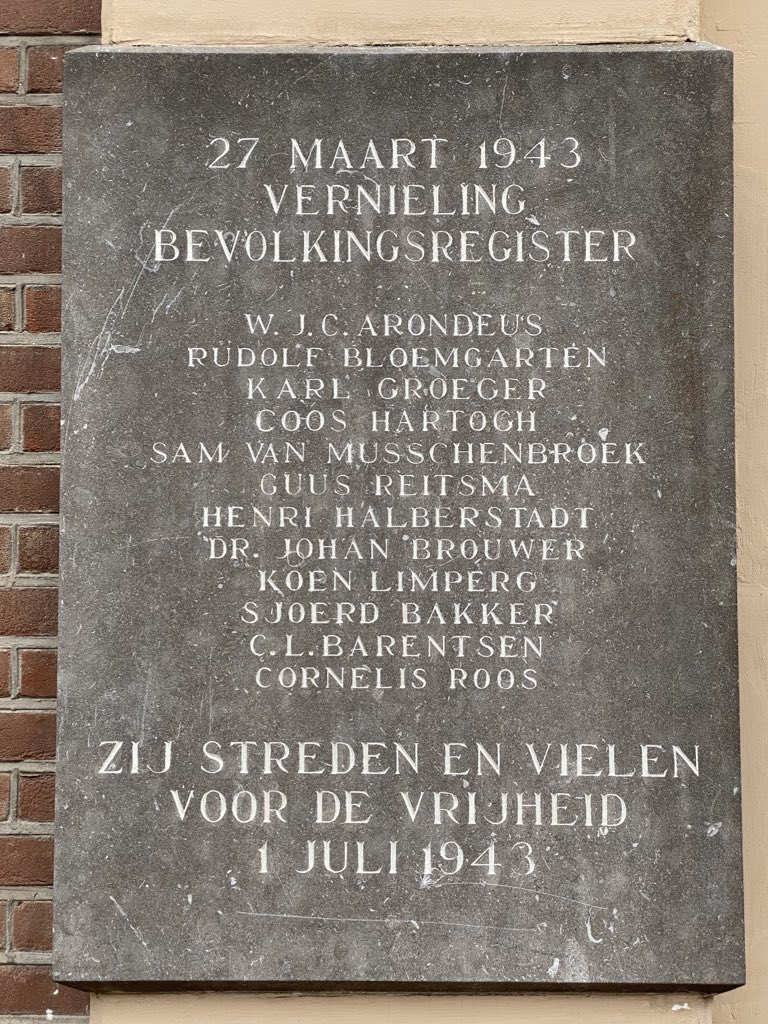 27 MAART 1943
VERNIELING
BEVOLKINGSREGISTER
W. J. C. ARONDEUS
RUDOLF BLOEMGARTEN
KARL GROEGER
COOS HARTOGH
SAM VAN MUSSCHENBROEK
GUUS REITSMA
HENRI HALBERSTADT
DR. JOHAN BROUWER
KOEN LIMPERG
SJOERD BAKKER
C. L. BARENTSEN
CORNELIS ROOS
ZIJ STREDEN EN VIELEN
VOOR DE VRIJHEID
1 JULI 1943